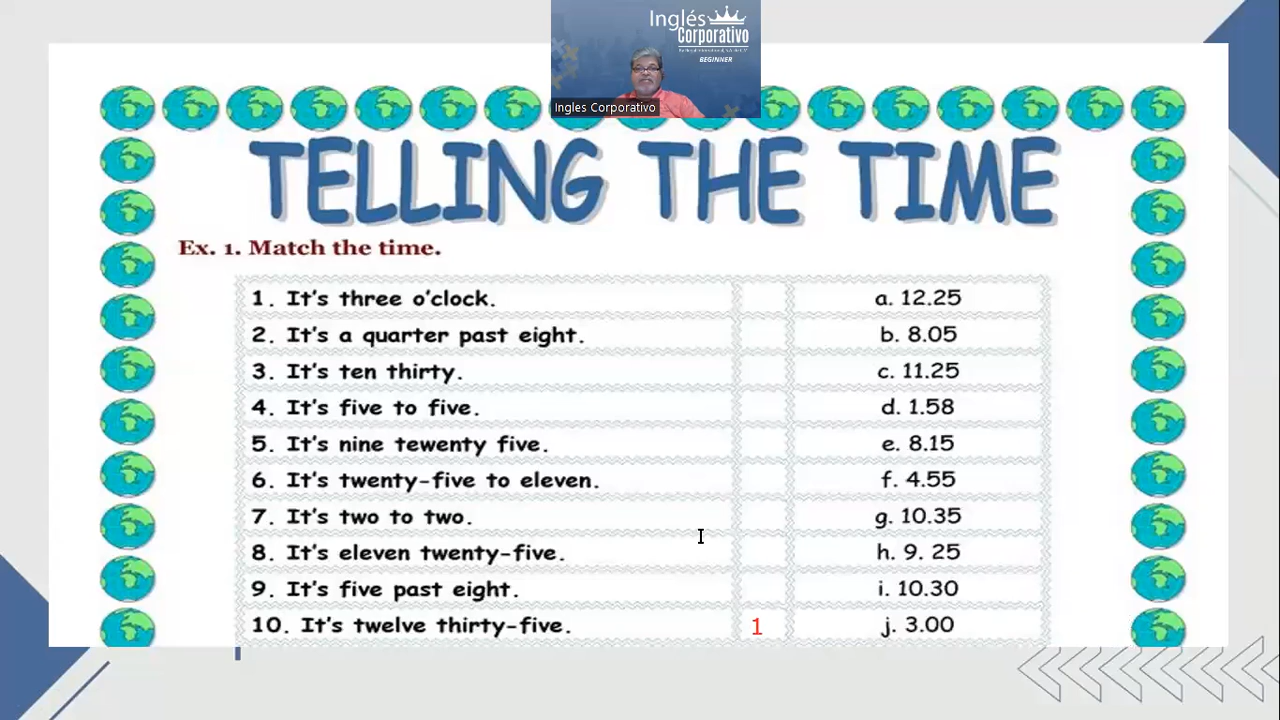 Inglés
Corporativo
BEGINNER
Ingles Corporativo
TELLING THE TIME
Ex. 1. Match the time.
1. It's three o'clock. a. 12.25
2. It's a quarter past eight. b. 8.05
3. It's ten thirty. c. 11.25
4. It's five to five. d. 1.58
5. It's nine tewenty five. e. 8.15
6. It's twenty-five to eleven. f. 4.55
7. It's two to two. g. 10.35
8. It's eleven twenty-five. h. 9. 25
9. It's five past eight. i. 10.30
10. It's twelve thirty-five. 1 j. 3.00